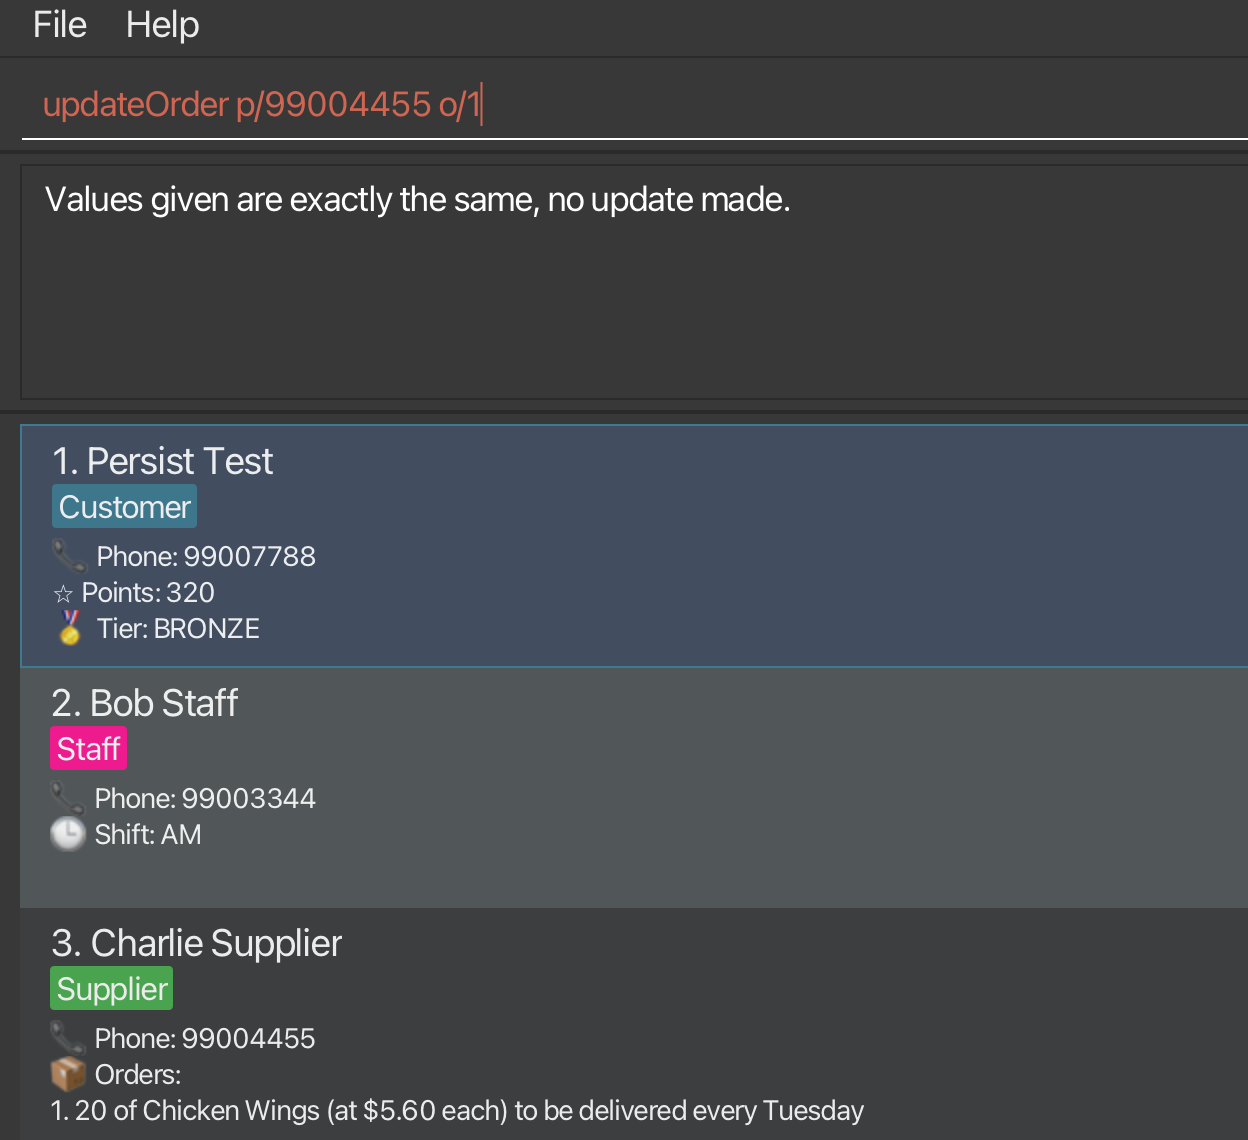 File Help
updateOrder p/99004455 o/1
Values given are exactly the same, no update made.
1. Persist Test
Customer
Phone: 99007788
☆ Points: 320
Tier: BRONZE
2. Bob Staff
Staff
Phone: 99003344
Shift: AM
3. Charlie Supplier
Supplier
Phone: 99004455
Orders:
1. 20 of Chicken Wings (at $5.60 each) to be delivered every Tuesday